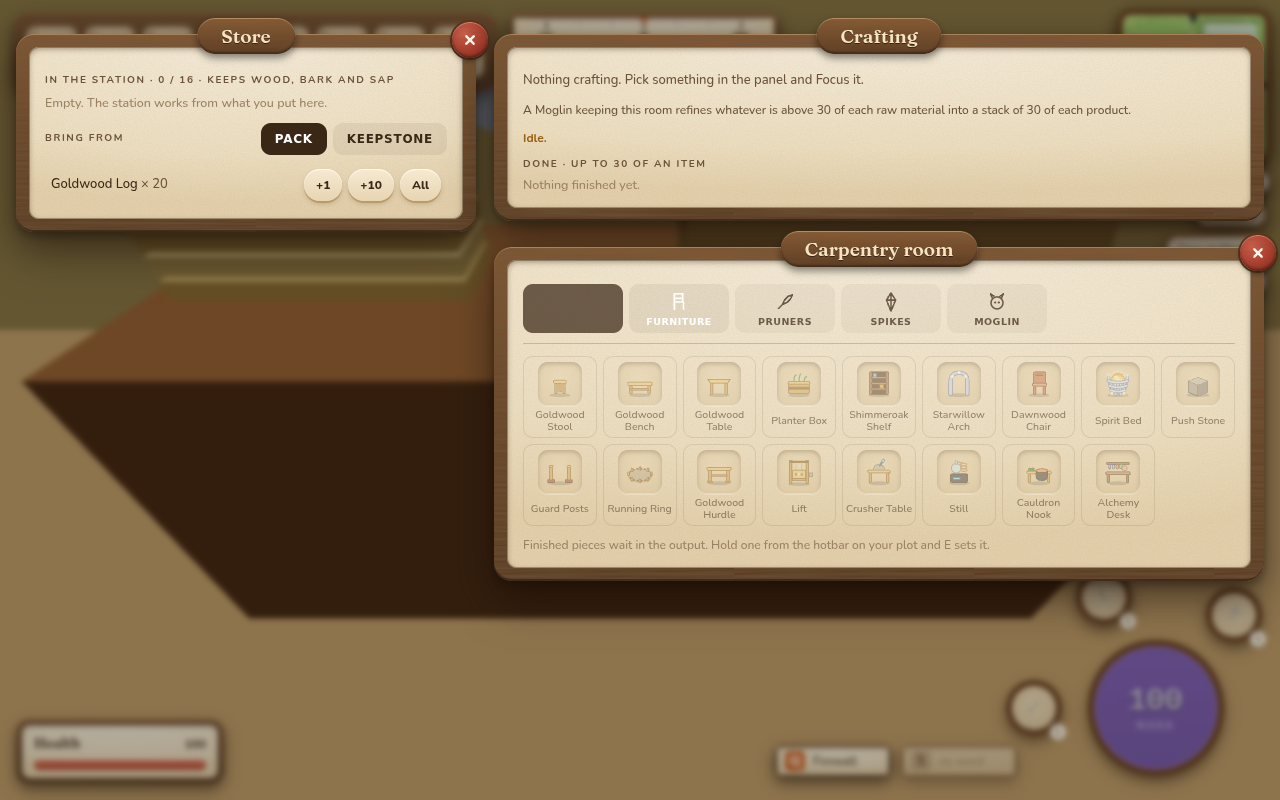 Store
IN THE STATION · 0 / 16 · KEEPS WOOD, BARK AND SAP
Empty. The station works from what you put here.
BRING FROM
PACK
KEEPSTONE
Goldwood Log × 20
+1
+10
All
Crafting
Nothing crafting. Pick something in the panel and Focus it.
A Moglin keeping this room refines whatever is above 30 of each raw material into a stack of 30 of each product.
Idle.
DONE · UP TO 30 OF AN ITEM
Nothing finished yet.
Carpentry room
FURNITURE
PRUNERS
SPIKES
MOGLIN
Goldwood
Stool
Goldwood
Bench
Goldwood
Table
Planter Box
Shimmeroak
Shelf
Starwillow
Arch
Dawnwood
Chair
Spirit Bed
Push Stone
Guard Posts
Running Ring
Goldwood
Hurdle
Lift
Crusher Table
Still
Cauldron
Nook
Alchemy
Desk
Finished pieces wait in the output. Hold one from the hotbar on your plot and E sets it.
Health
100
100
Firewall